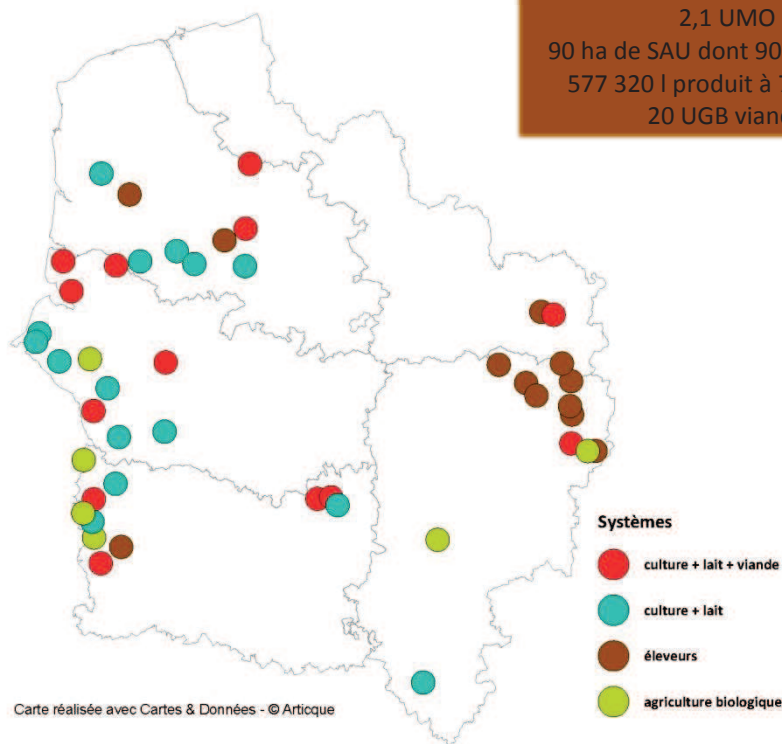 2,1 UMO
90 ha de SAU dont 90
577 320 l produit à
20 UGB
Systèmes
culture + lait + viande
culture + lait
éleveurs
agriculture biologique
Carte réalisée avec Cartes & Données - © Articque